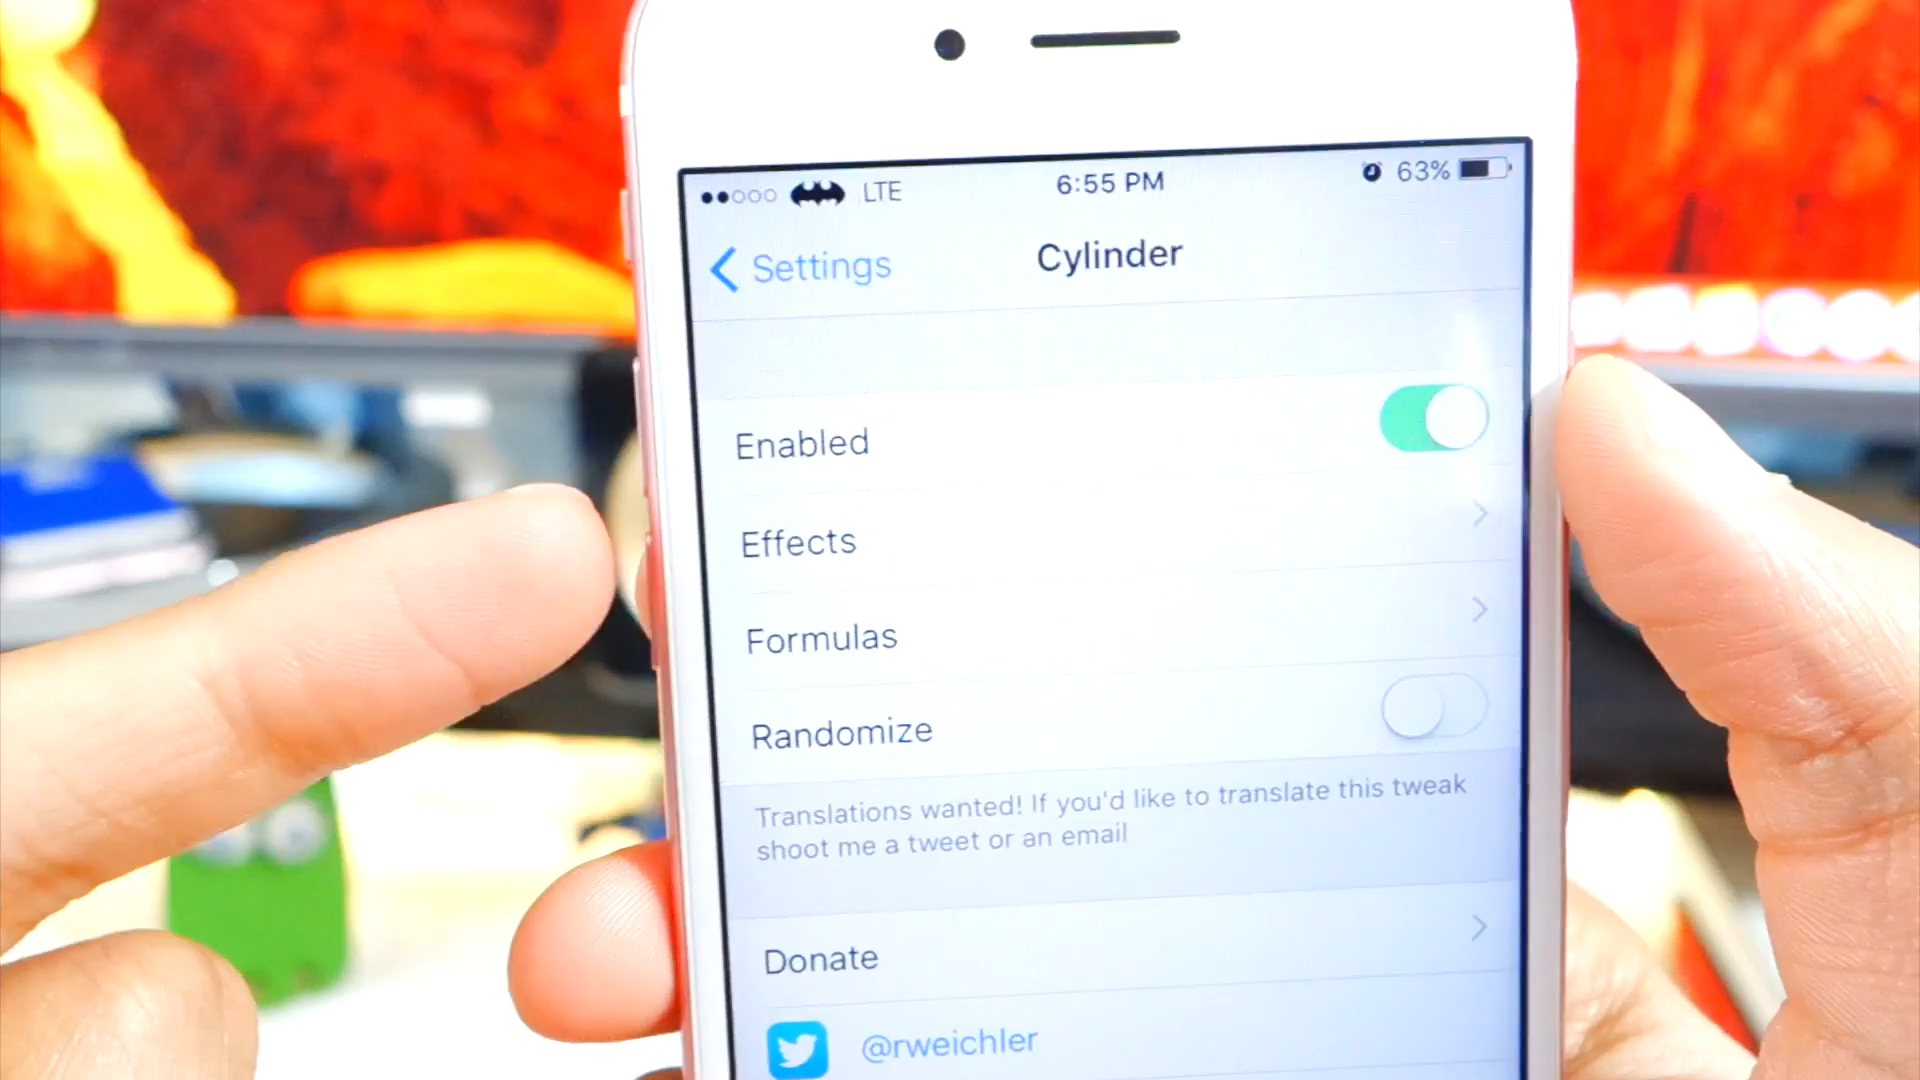 LTE 6:55 PM 63%
Settings Cylinder
Enabled
Effects
Formulas
Randomize
Translations wanted! If you'd like to translate this tweak
shoot me a tweet or an email
Donate
@rweichler